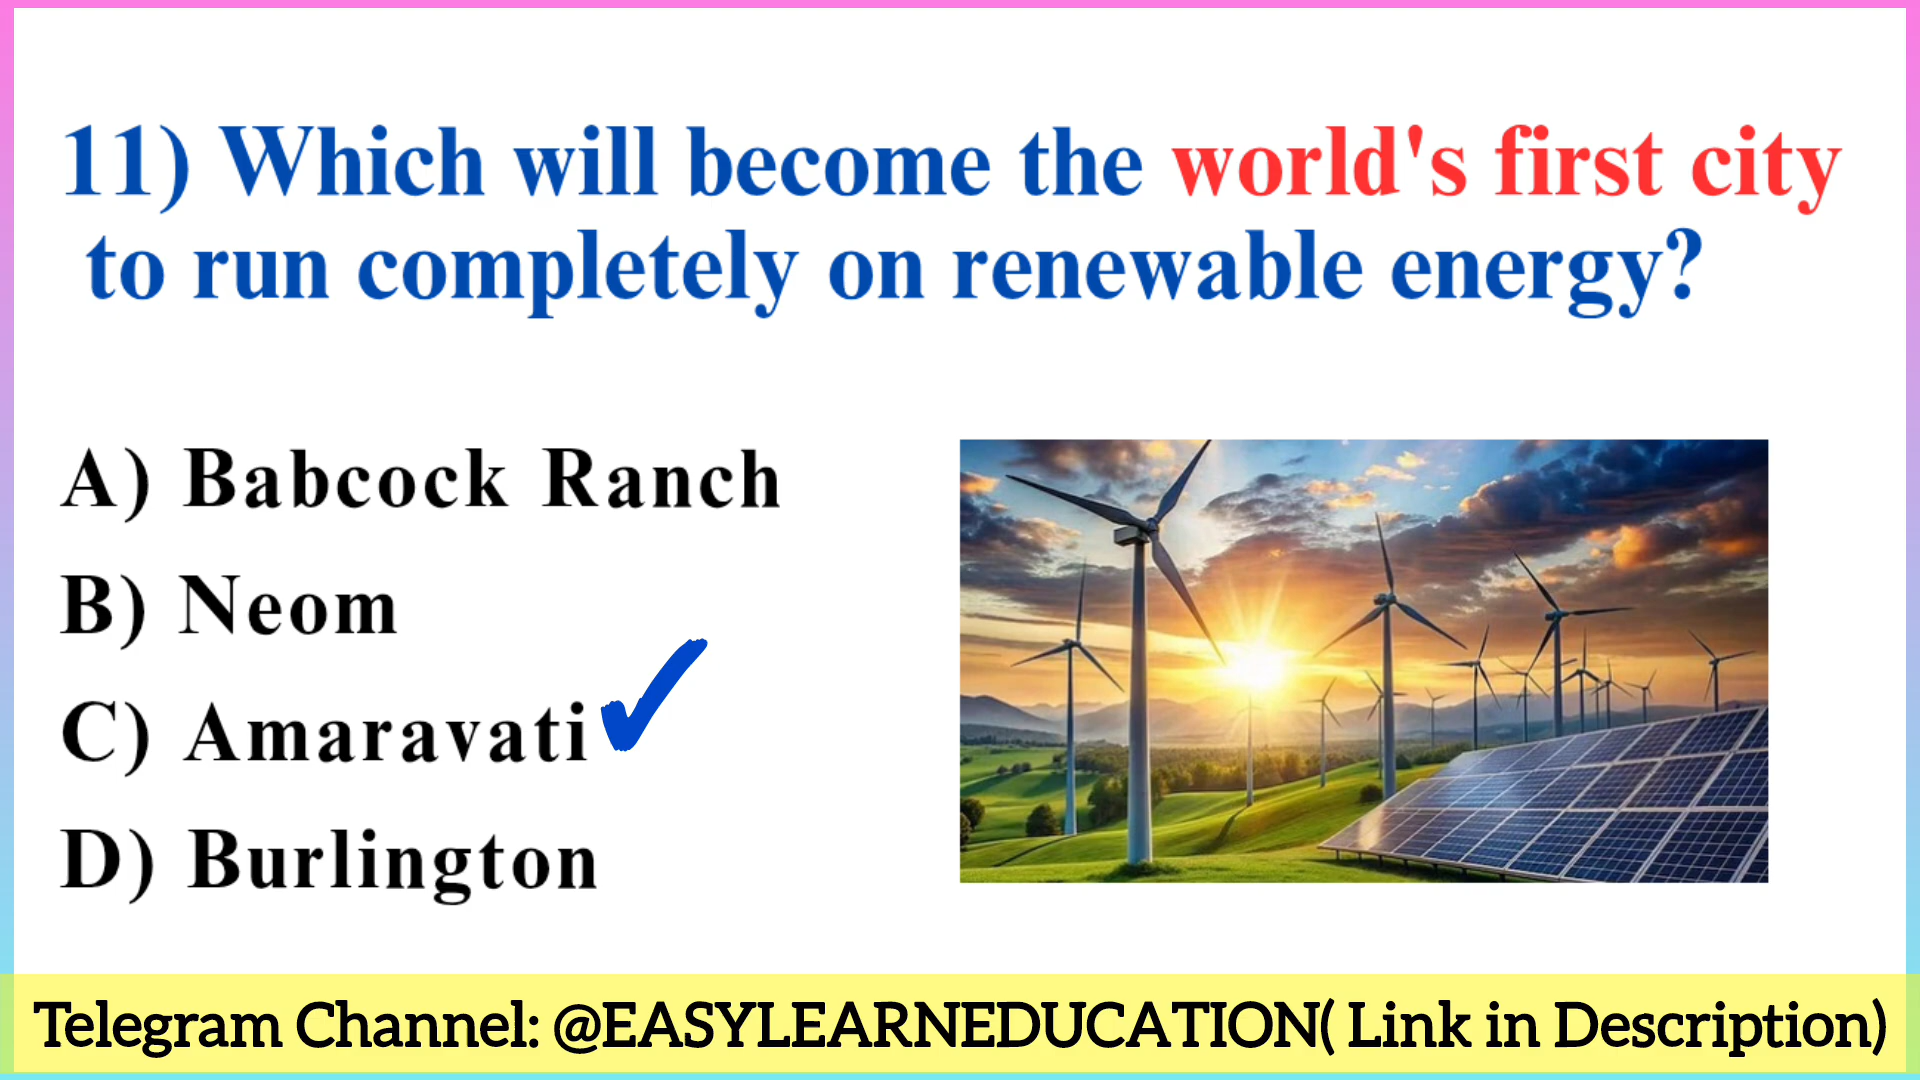 11) Which will become the world's first city
to run completely on renewable energy?
A) Babcock Ranch
B) Neom
C) Amaravati
D) Burlington
Telegram Channel: @EASYLEARNEDUCATION( Link in Description)